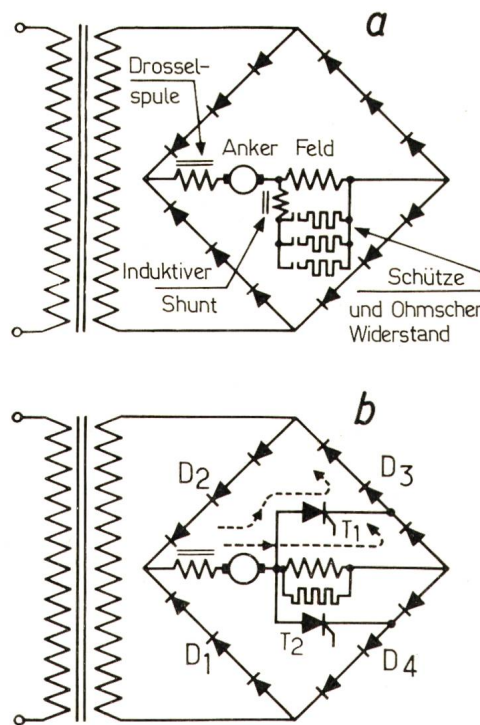 a
Drossel-
spule
Anker
Feld
Induktiver
Shunt
Schütze
und Ohmscher
Widerstand
b
D2
D3
T1
T2
D1
D4